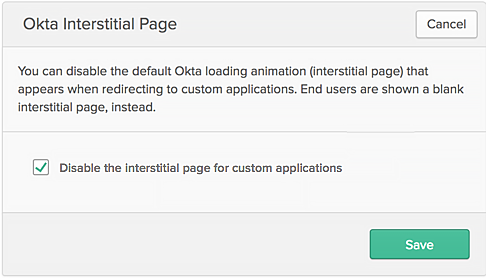 Okta Interstitial Page
Cancel
You can disable the default Okta loading animation (interstitial page) that
appears when redirecting to custom applications. End users are shown a blank
interstitial page, instead.
Disable the interstitial page for custom applications
Save